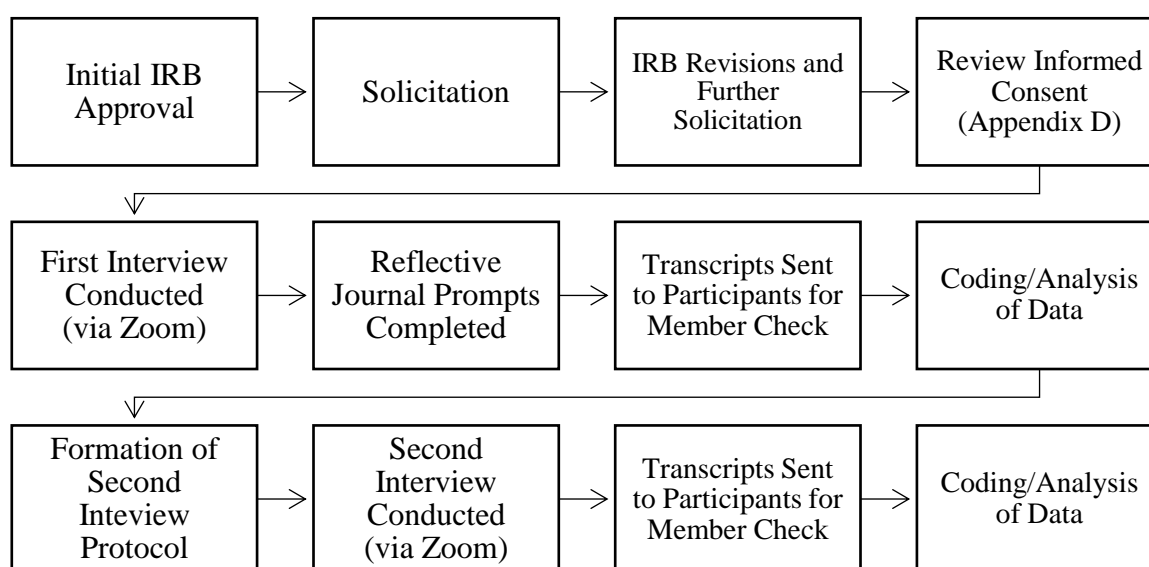 Initial IRB
Approval
Solicitation
IRB Revisions and
Further
Solicitation
Review Informed
Consent
(Appendix D)
First Interview
Conducted
(via Zoom)
Reflective
Journal Prompts
Completed
Transcripts Sent
to Participants for
Member Check
Coding/Analysis
of Data
Formation of
Second
Inteview
Protocol
Second
Interview
Conducted
(via Zoom)
Transcripts Sent
to Participants for
Member Check
Coding/Analysis
of Data